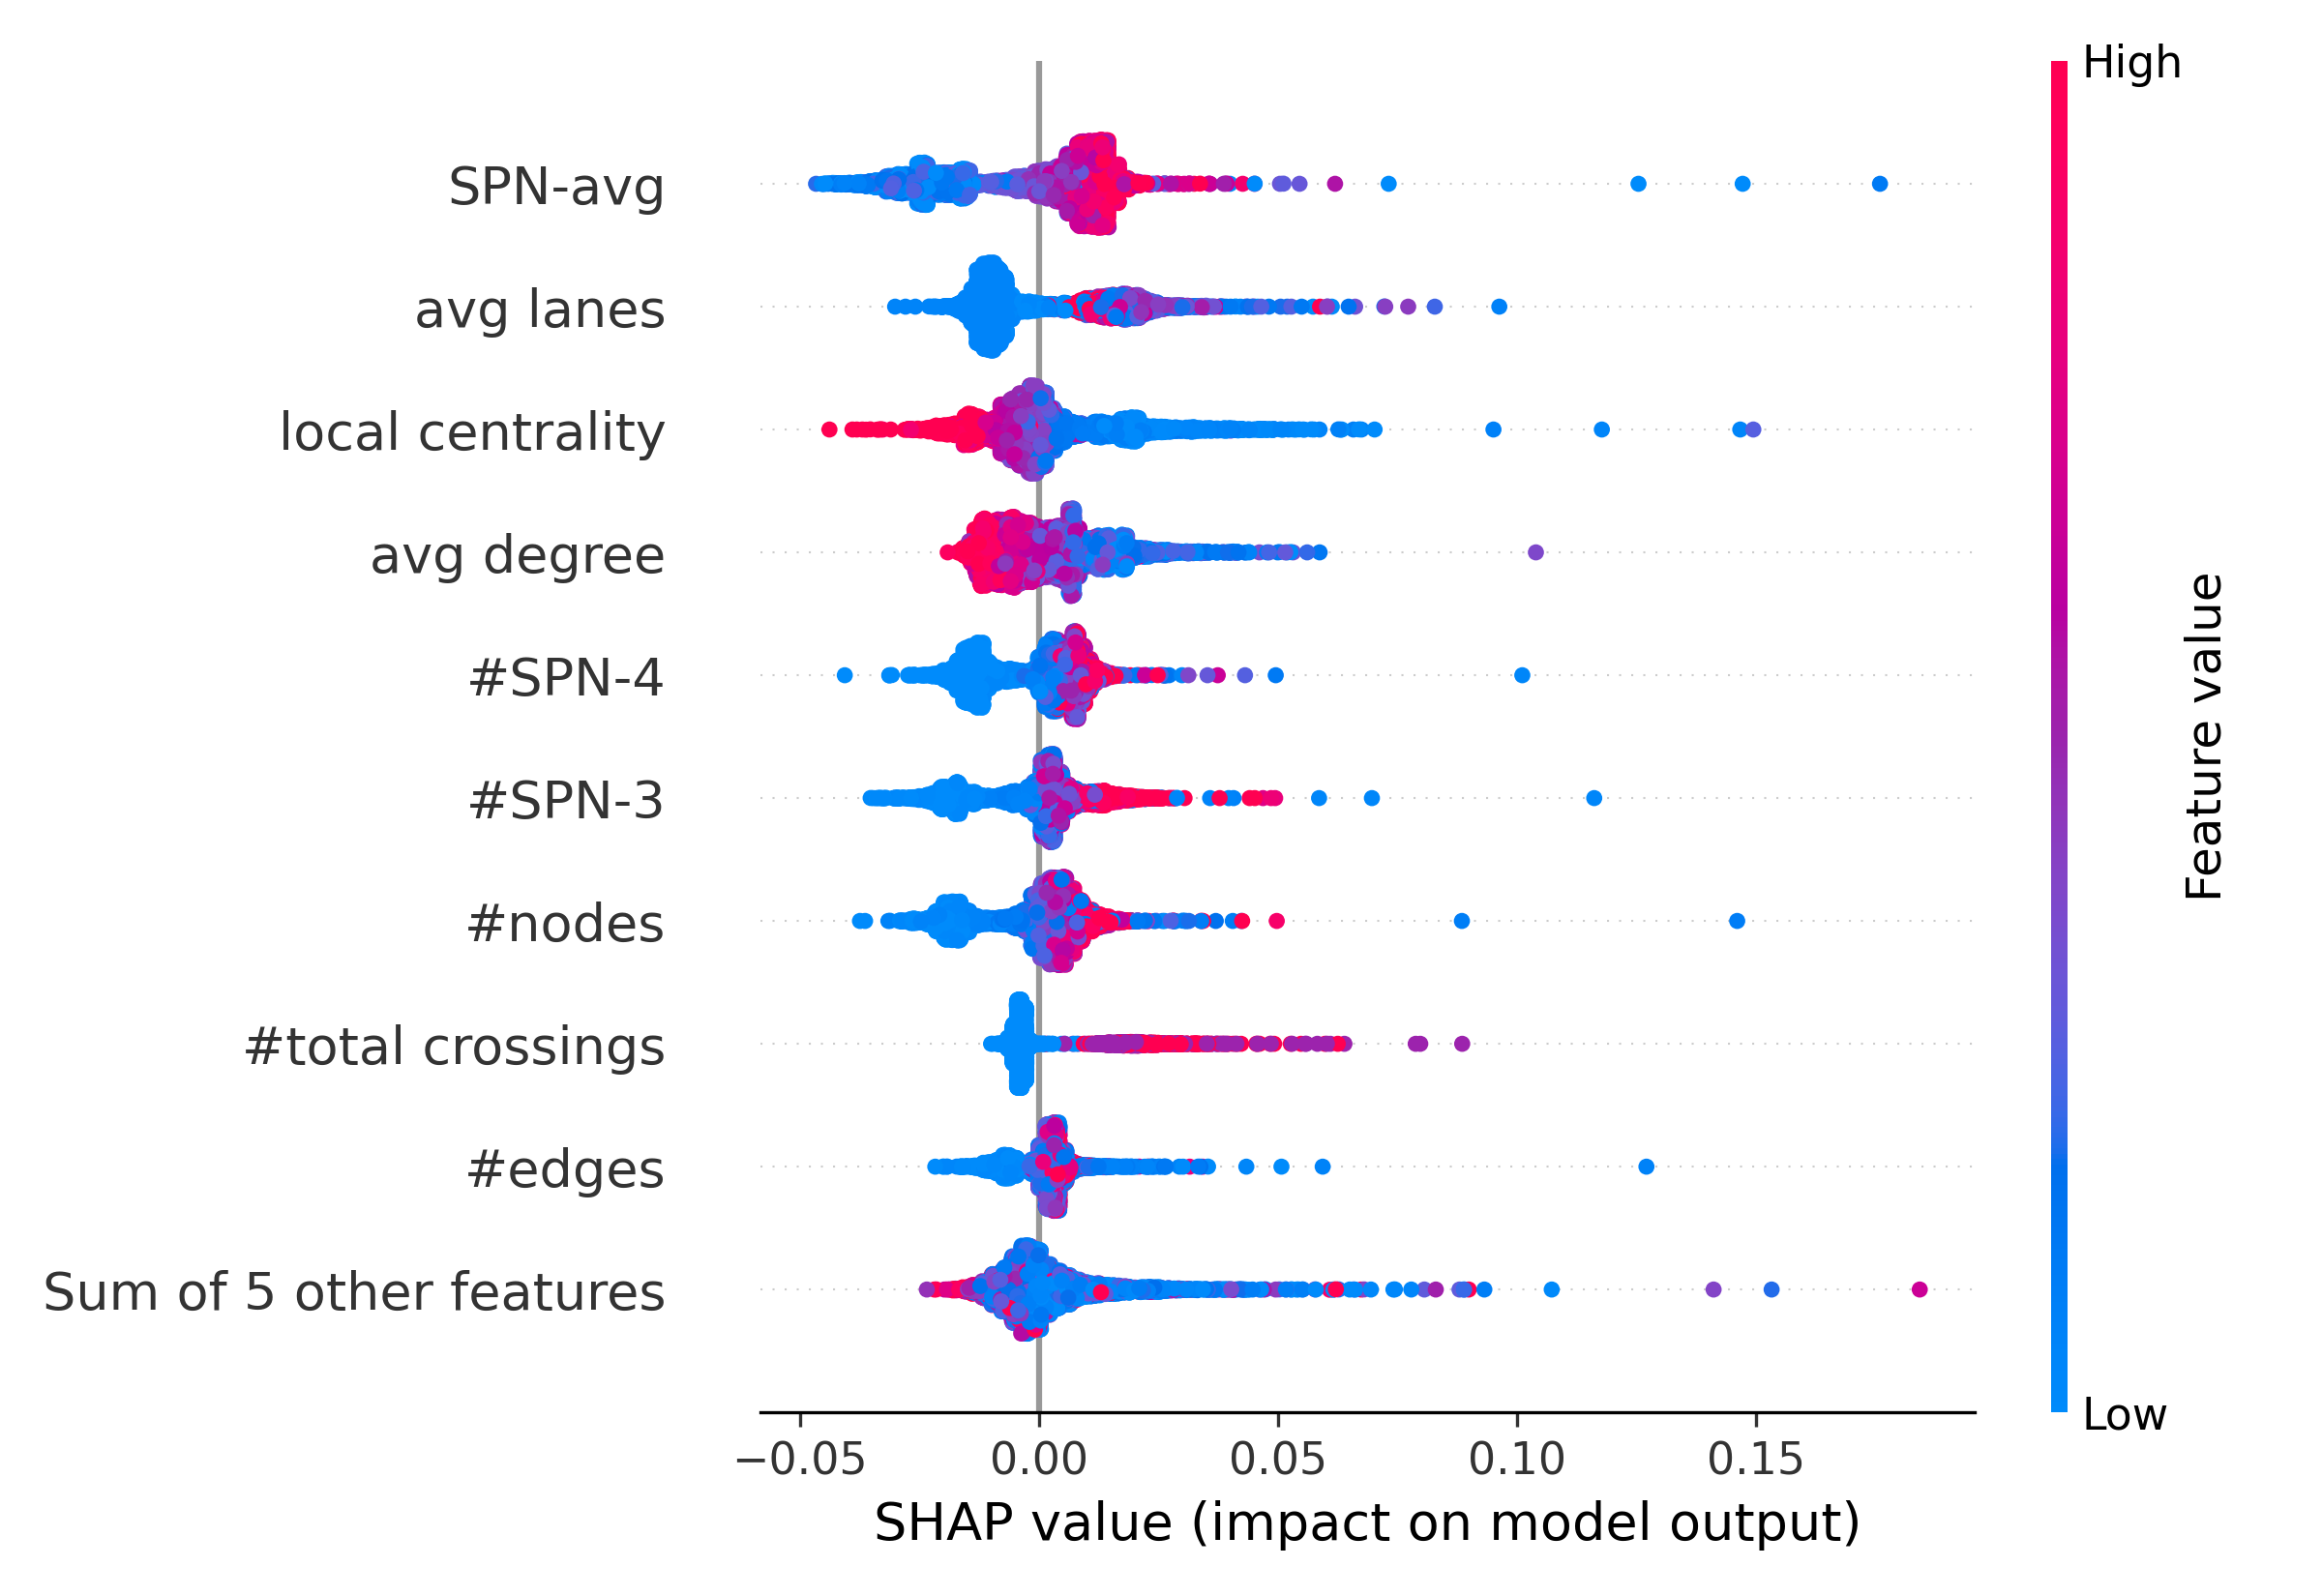 High
SPN-avg
avg lanes
local centrality
avg degree
#SPN-4
#SPN-3
#nodes
#total crossings
#edges
Sum of 5 other features
Feature value
Low
−0.05 0.00 0.05 0.10 0.15
SHAP value (impact on model output)